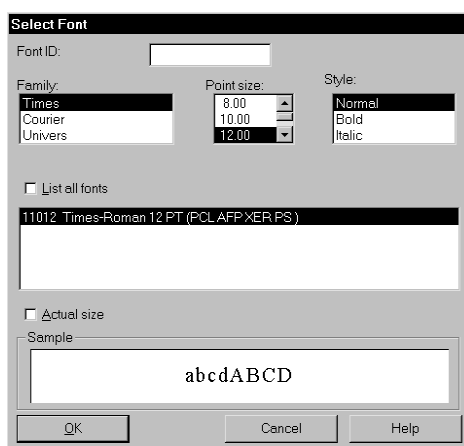 Select Font
Font ID:
Family: Point size: Style:
Times 8.00 Normal
Courier 10.00 Bold
Univers 12.00 Italic
List all fonts
11012 Times-Roman 12 PT (PCL AFP XER PS )
Actual size
Sample
abcdABCD
OK Cancel Help